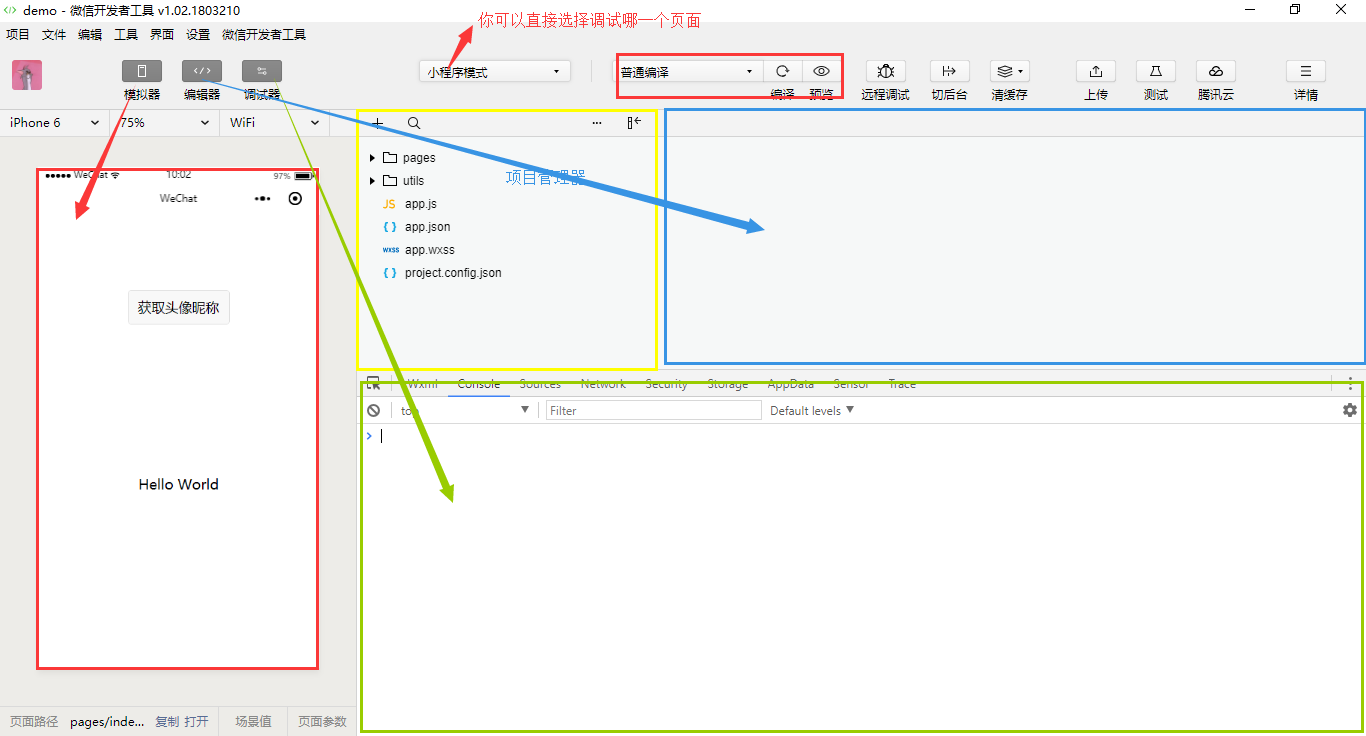 demo - 微信开发者工具 v1.02.1803210
你可以直接选择调试哪一个页面
项目 文件 编辑 工具 界面 设置 微信开发者工具
小程序模式
普通编译
模拟器 编辑器 调试器
编译 预览 远程调试 切后台 清缓存 上传 测试 腾讯云 详情
iPhone 6 75% WiFi
WeChat 10:02 97%
WeChat
获取头像昵称
Hello World
pages
utils
项目管理器
JS app.js
{ } app.json
wxss app.wxss
{ } project.config.json
Wxml Console Sources Network Security Storage AppData Sensor Trace
top Filter Default levels
页面路径 pages/inde... 复制 打开 场景值 页面参数